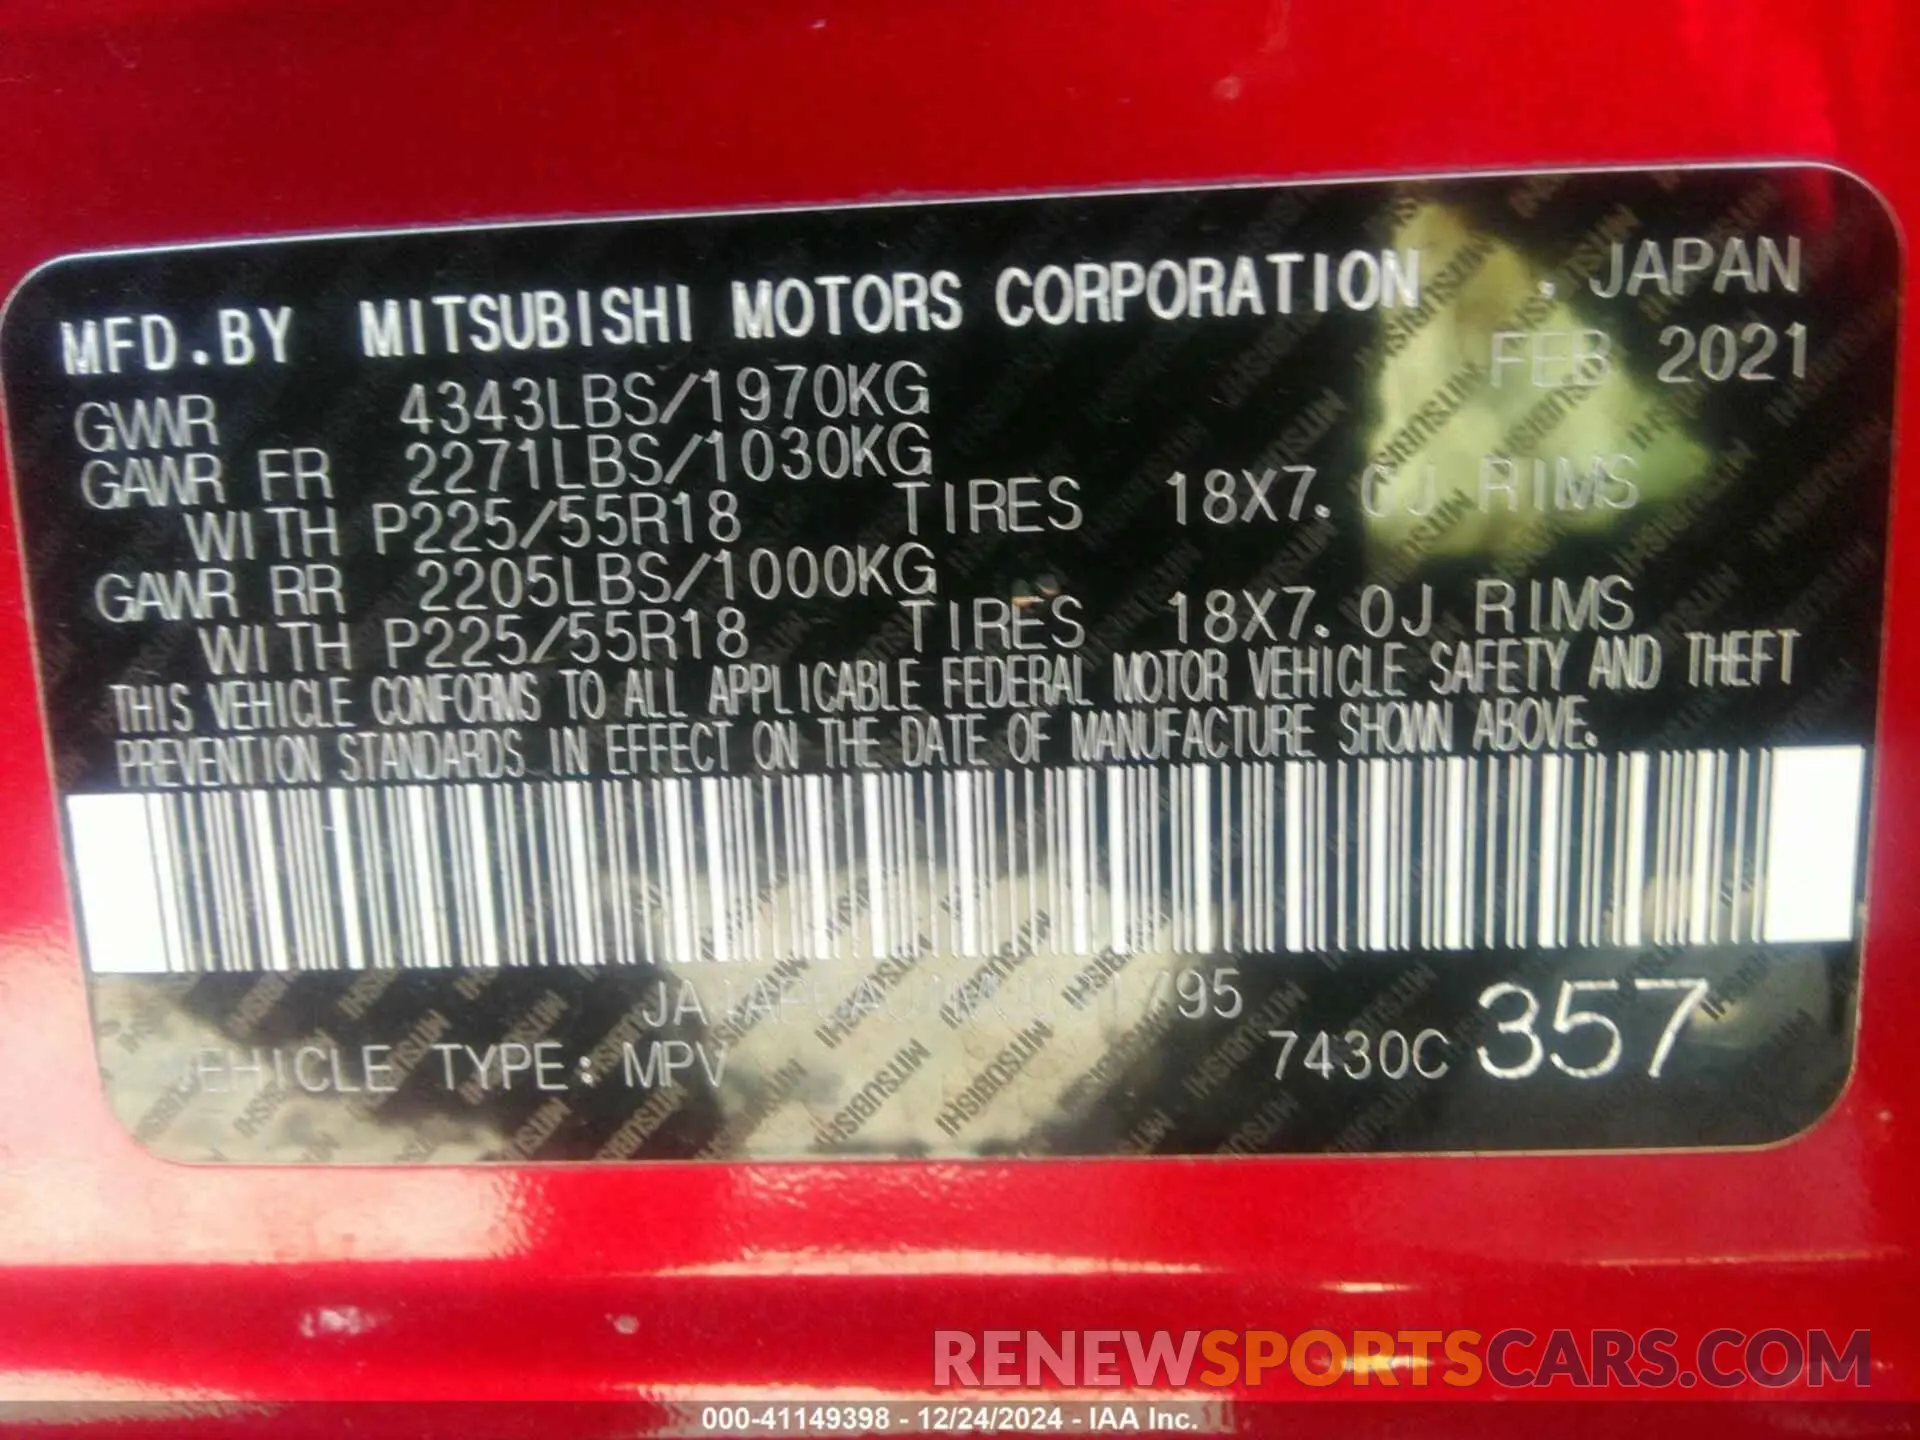 MFD.BY MITSUBISHI MOTORS CORPORATION . JAPAN
GVWR 4343LBS/1970KG FEB 2021
GAWR FR 2271LBS/1030KG
WITH P225/55R18 TIRES 18X7.0J RIMS
GAWR RR 2205LBS/1000KG
WITH P225/55R18 TIRES 18X7.0J RIMS
THIS VEHICLE CONFORMS TO ALL APPLICABLE FEDERAL MOTOR VEHICLE SAFETY AND THEFT
PREVENTION STANDARDS IN EFFECT ON THE DATE OF MANUFACTURE SHOWN ABOVE.
VEHICLE TYPE: MPV 7430C 357
RENEWSPORTSCARS.COM
000-41149398 - 12/24/2024 - IAA Inc.